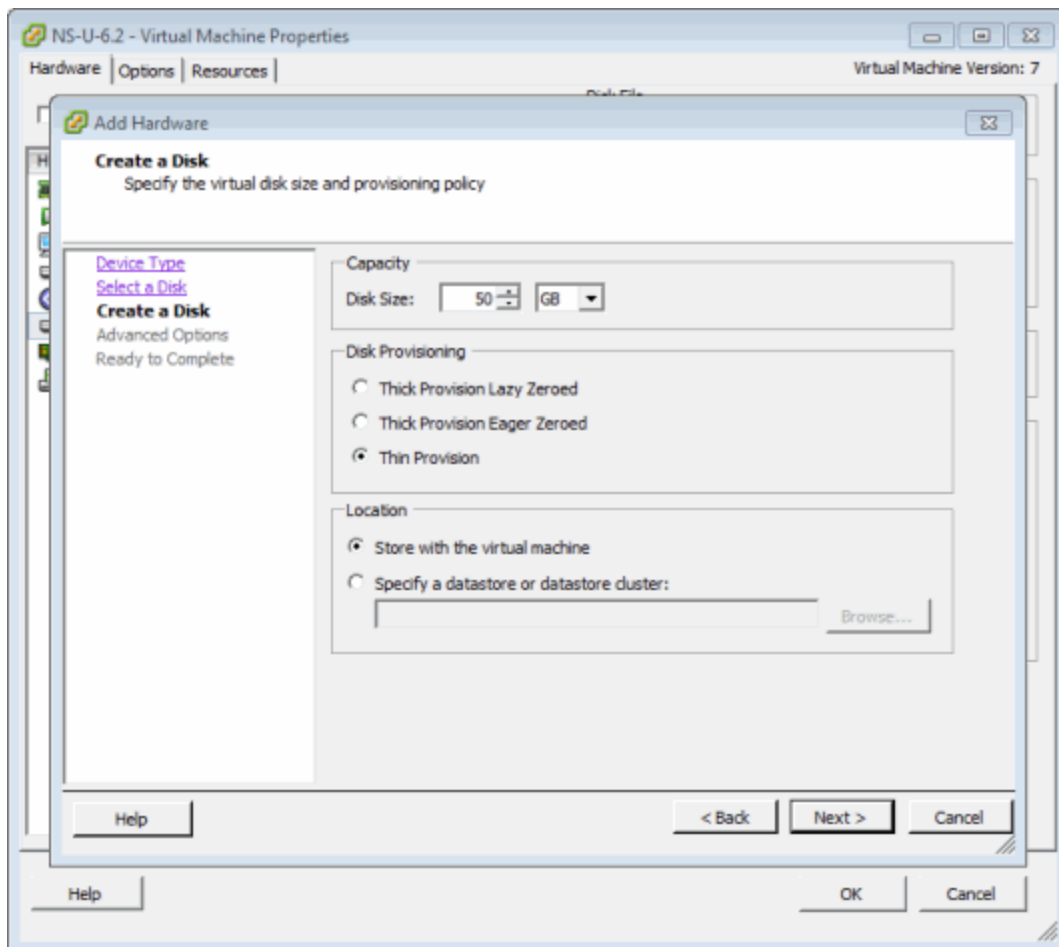 NS-U-6.2 - Virtual Machine Properties
Hardware Options Resources Virtual Machine Version: 7
Disk File
Add Hardware
Create a Disk
Specify the virtual disk size and provisioning policy
Device Type
Select a Disk
Create a Disk
Advanced Options
Ready to Complete
Capacity
Disk Size: 50 GB
Disk Provisioning
Thick Provision Lazy Zeroed
Thick Provision Eager Zeroed
Thin Provision
Location
Store with the virtual machine
Specify a datastore or datastore cluster:
Browse...
Help < Back Next > Cancel
Help OK Cancel